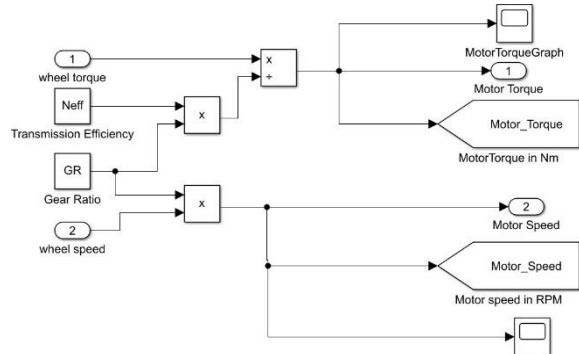 MotorTorqueGraph
1
wheel torque
x
÷
1
Motor Torque
Neff
Transmission Efficiency
x
Motor_Torque
MotorTorque in Nm
GR
Gear Ratio
x
2
wheel speed
2
Motor Speed
Motor_Speed
Motor speed in RPM